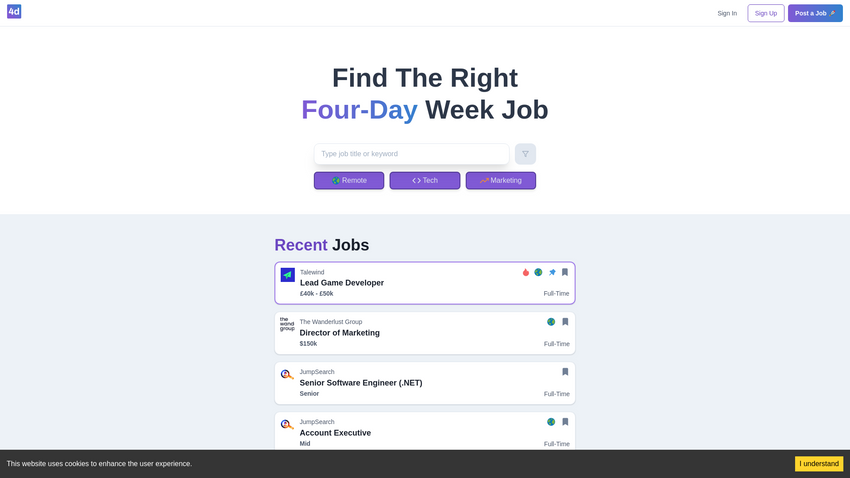 4d
Sign In
Sign Up
Post a Job
Find The Right
Four-Day Week Job
Type job title or keyword
Remote
Tech
Marketing
Recent Jobs
Talewind
Lead Game Developer
£40k - £50k
Full-Time
the
wand
group
The Wanderlust Group
Director of Marketing
$150k
Full-Time
JumpSearch
Senior Software Engineer (.NET)
Senior
Full-Time
JumpSearch
Account Executive
Mid
Full-Time
This website uses cookies to enhance the user experience.
I understand